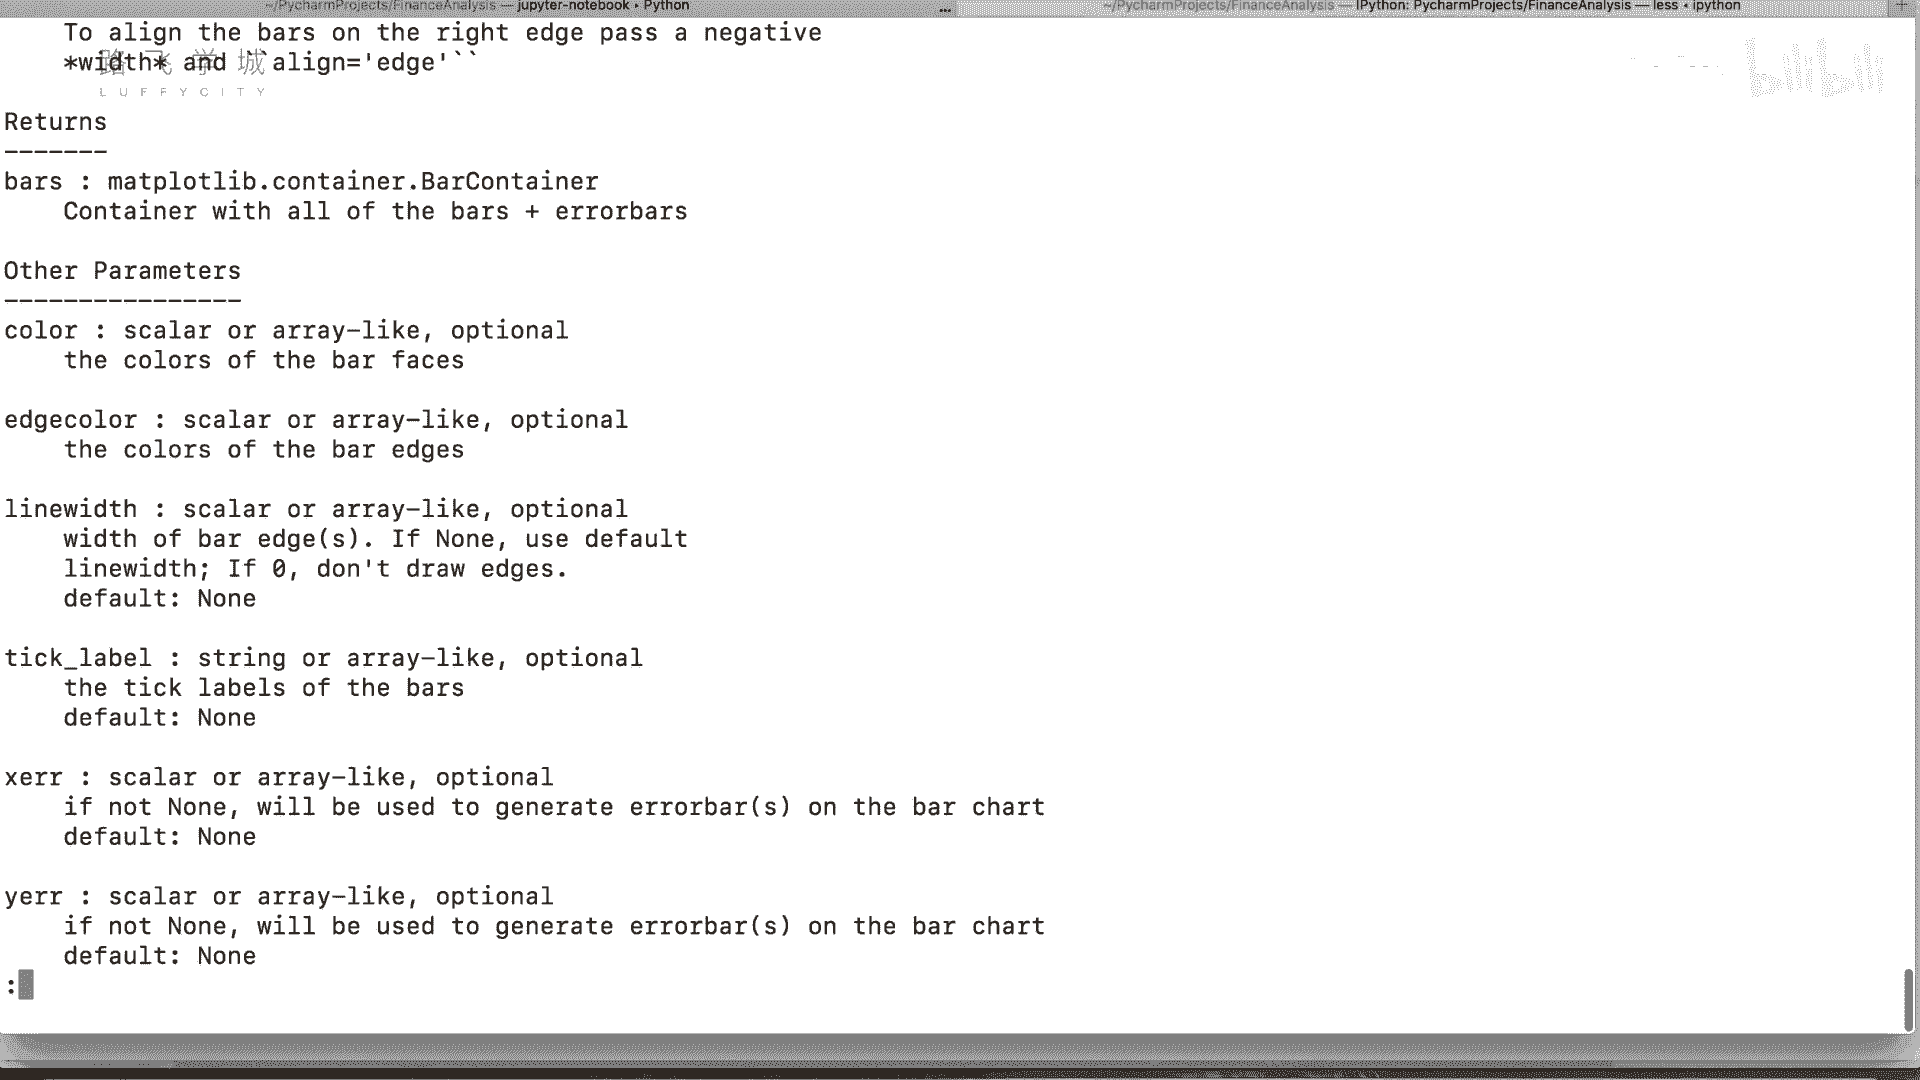 ~/PycharmProjects/FinanceAnalysis — jupyter-notebook • Python
... ~/PycharmProjects/FinanceAnalysis — IPython: PycharmProjects/FinanceAnalysis — less • ipython +
To align the bars on the right edge pass a negative
*width* and ``align='edge'``
路飞学城
LUFFYCITY
bilibili
Returns
-------
bars : matplotlib.container.BarContainer
Container with all of the bars + errorbars
Other Parameters
----------------
color : scalar or array-like, optional
the colors of the bar faces
edgecolor : scalar or array-like, optional
the colors of the bar edges
linewidth : scalar or array-like, optional
width of bar edge(s). If None, use default
linewidth; If 0, don't draw edges.
default: None
tick_label : string or array-like, optional
the tick labels of the bars
default: None
xerr : scalar or array-like, optional
if not None, will be used to generate errorbar(s) on the bar chart
default: None
yerr : scalar or array-like, optional
if not None, will be used to generate errorbar(s) on the bar chart
default: None
: